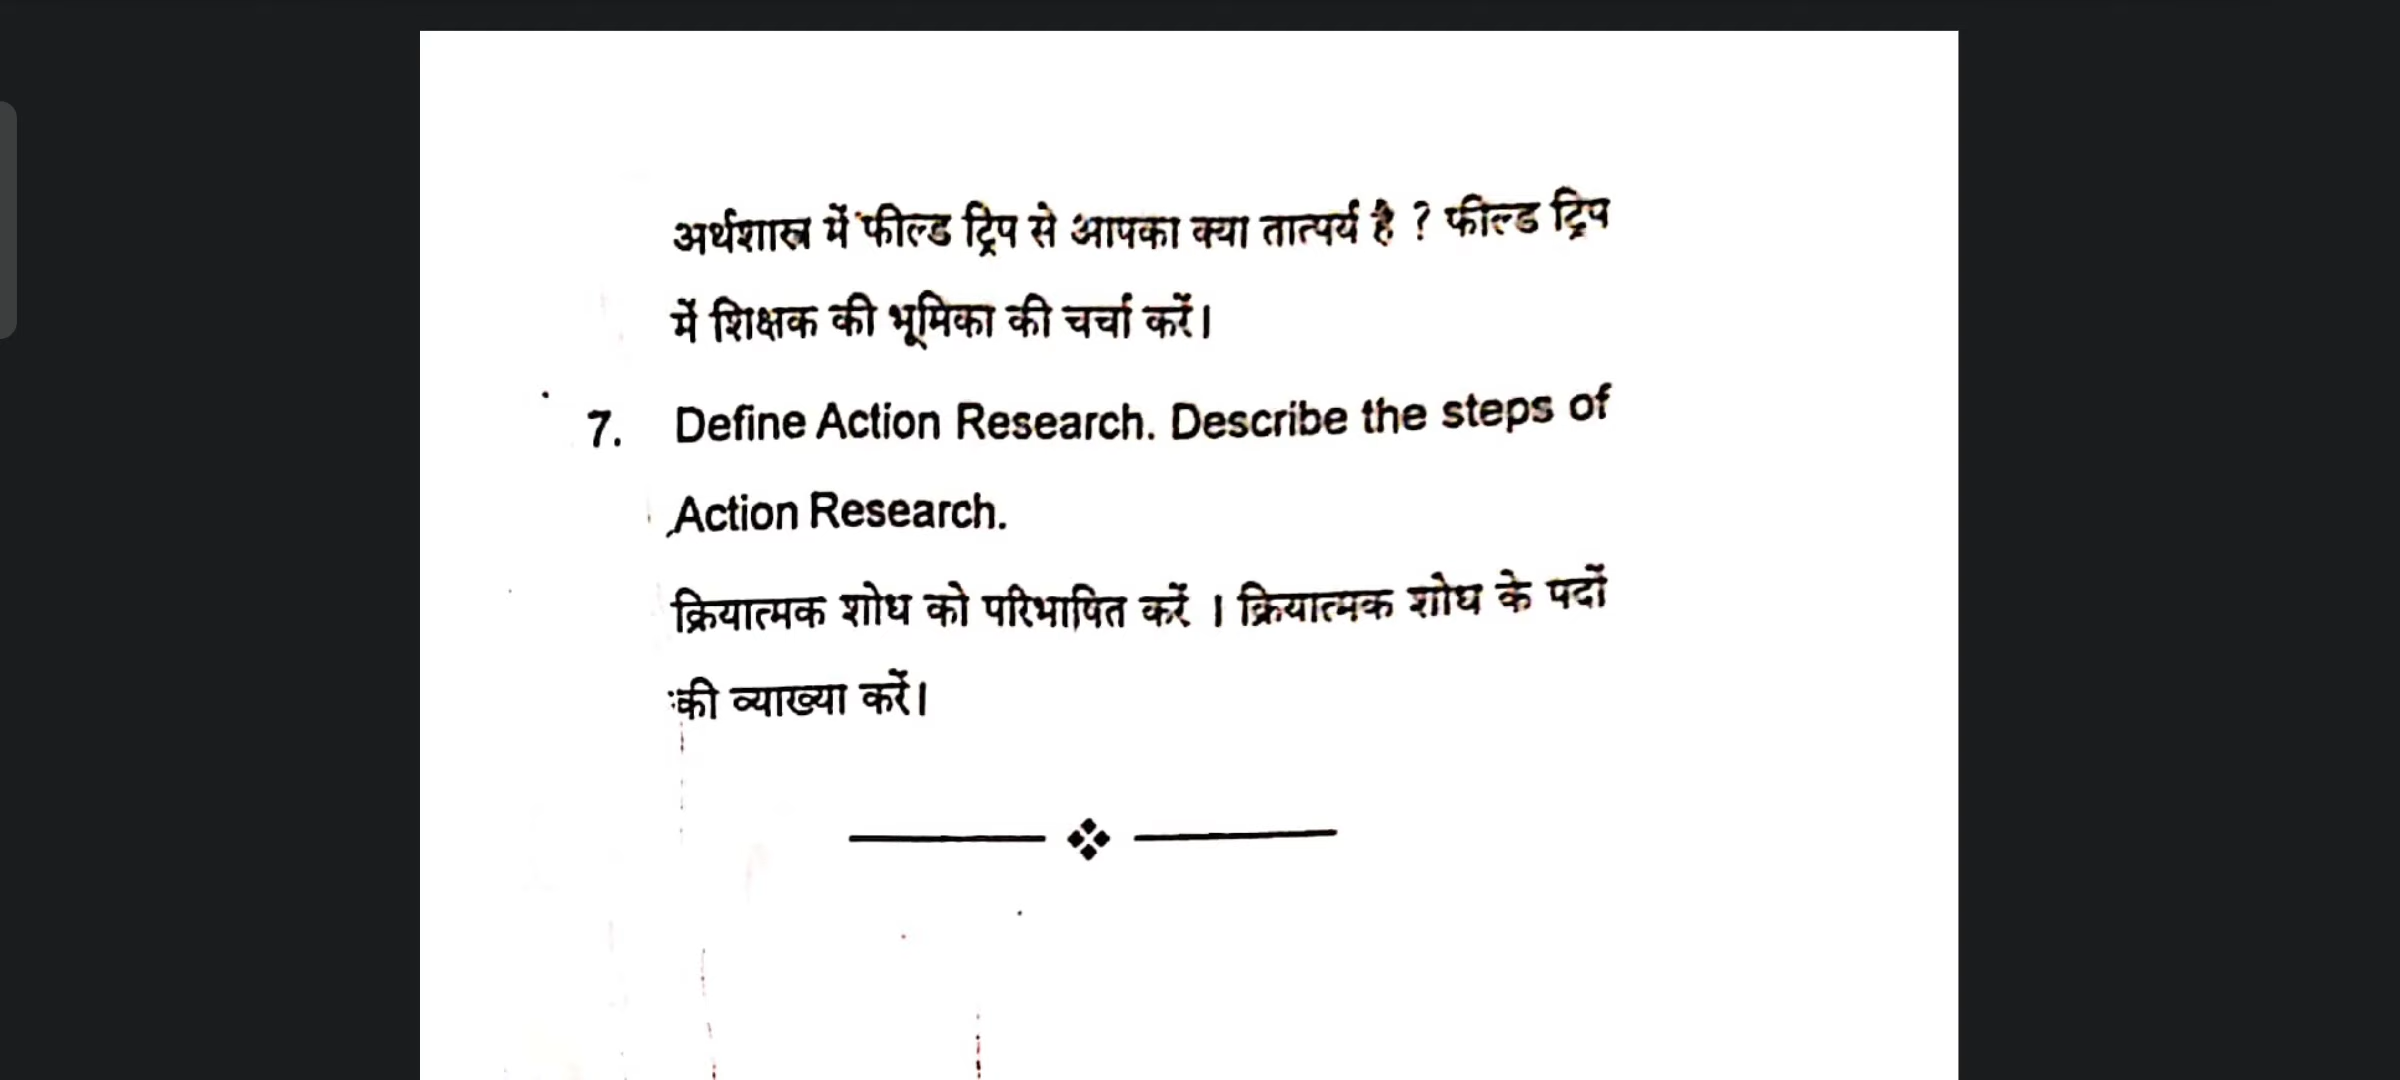 अर्थशास्त्र में फील्ड ट्रिप से आपका क्या तात्पर्य है ? फील्ड ट्रिप
में शिक्षक की भूमिका की चर्चा करें।
7. Define Action Research. Describe the steps of
Action Research.
क्रियात्मक शोध को परिभाषित करें । क्रियात्मक शोध के पदों
की व्याख्या करें।